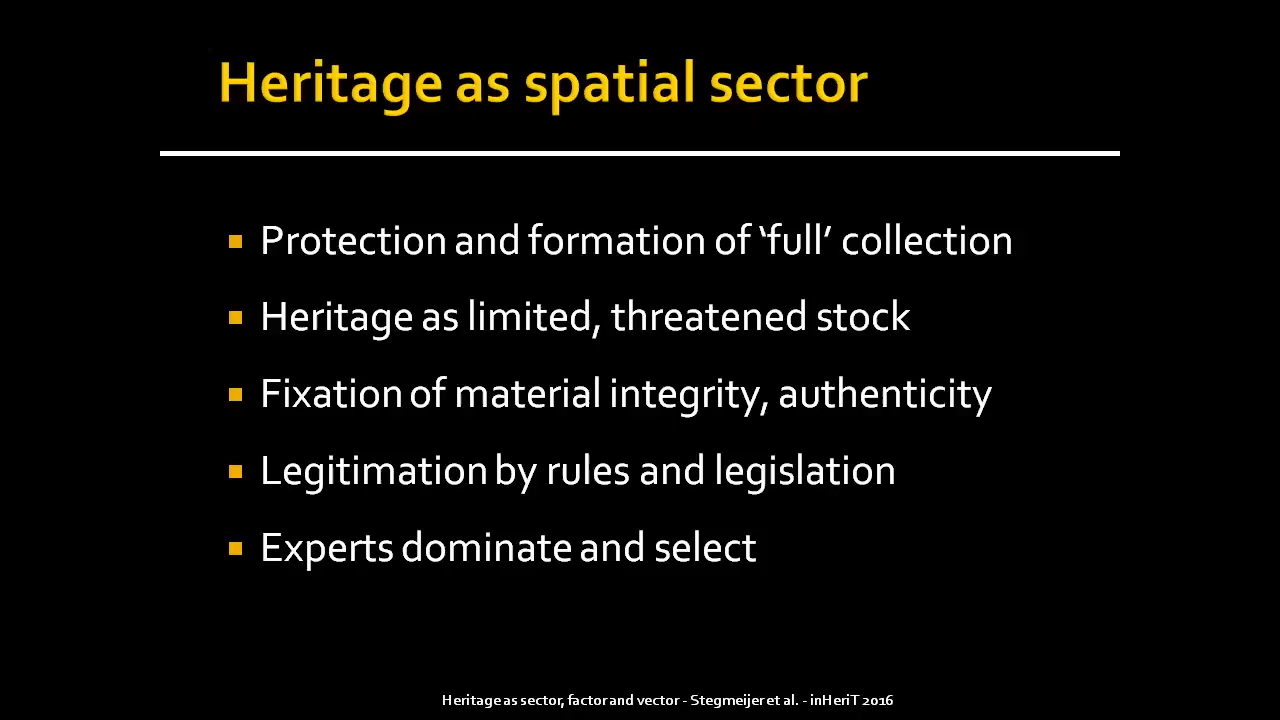 Heritage as spatial sector
Protection and formation of ‘full’ collection
Heritage as limited, threatened stock
Fixation of material integrity, authenticity
Legitimation by rules and legislation
Experts dominate and select
Heritage as sector, factor and vector - Stegmeijer et al. - inHeriT 2016